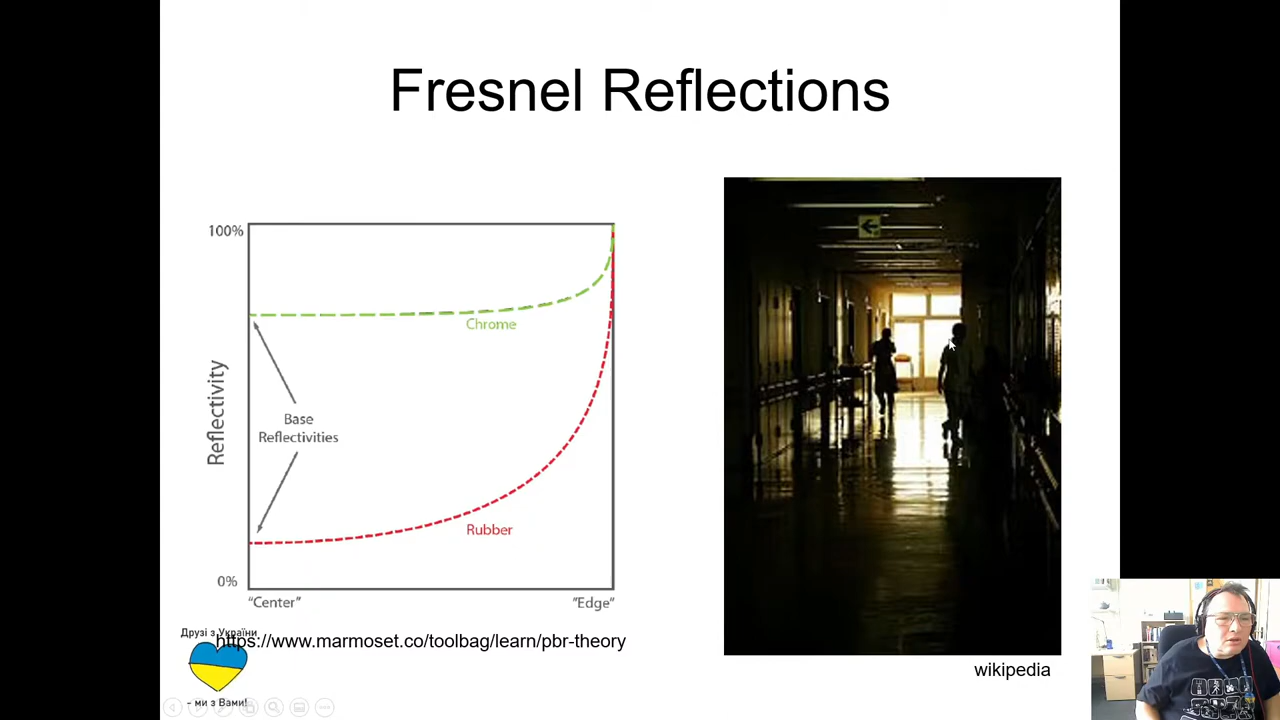 Fresnel Reflections
100%
Chrome
Base
Reflectivities
Reflectivity
Rubber
0%
"Center"
"Edge"
https://www.marmoset.co/toolbag/learn/pbr-theory
Друзі з України,
- ми з Вами!
wikipedia